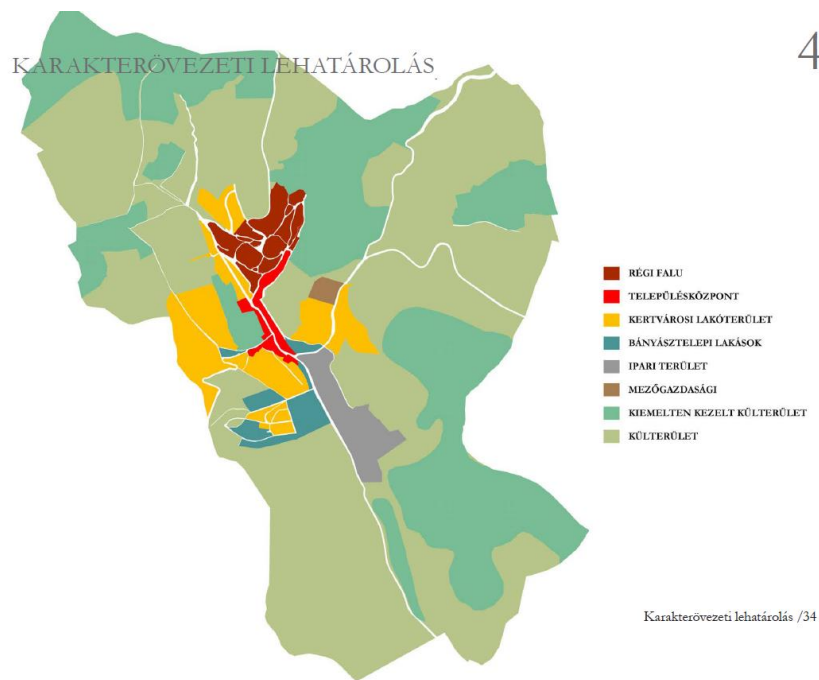 KARAKTERÖVEZETI LEHATÁROLÁS
4
RÉGI FALU
TELEPÜLÉSKÖZPONT
KERTVÁROSI LAKÓTERÜLET
BÁNYÁSZTELEPI LAKÁSOK
IPARI TERÜLET
MEZŐGAZDASÁGI
KIEMELTEN KEZELT KÜLTERÜLET
KÜLTERÜLET
Karakterövezeti lehatárolás /34